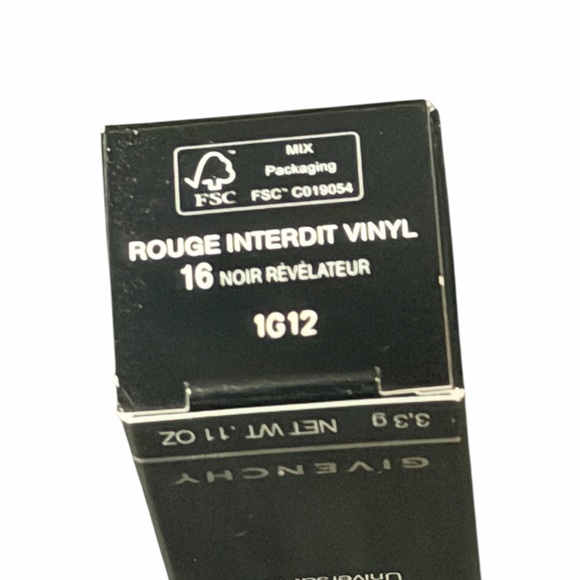 MIX
Packaging
FSC
FSC™ C019054
ROUGE INTERDIT VINYL
16 NOIR RÉVÉLATEUR
1G12
3,3 g NET WT .11 OZ
GIVENCHY